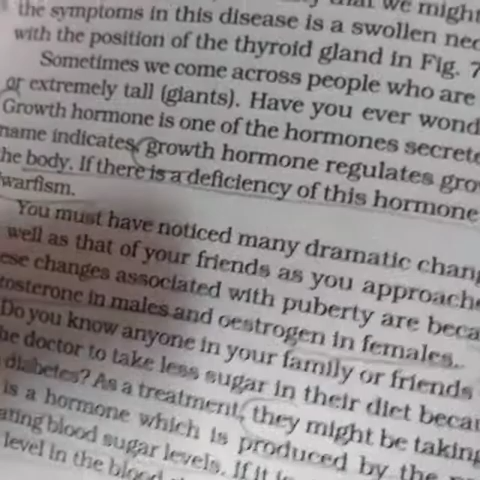 that we might
the symptoms in this disease is a swollen nec
with the position of the thyroid gland in Fig. 7
Sometimes we come across people who are
or extremely tall (giants). Have you ever wond
Growth hormone is one of the hormones secrete
name indicates, growth hormone regulates gro
he body. If there is a deficiency of this hormone
warfism.
You must have noticed many dramatic chang
well as that of your friends as you approache
ese changes associated with puberty are beca
tosterone in males and oestrogen in females.
Do you know anyone in your family or friends
he doctor to take less sugar in their diet becau
diabetes? As a treatment, they might be taking
is a hormone which is produced by the
ating blood sugar levels. If it is
level in the blood